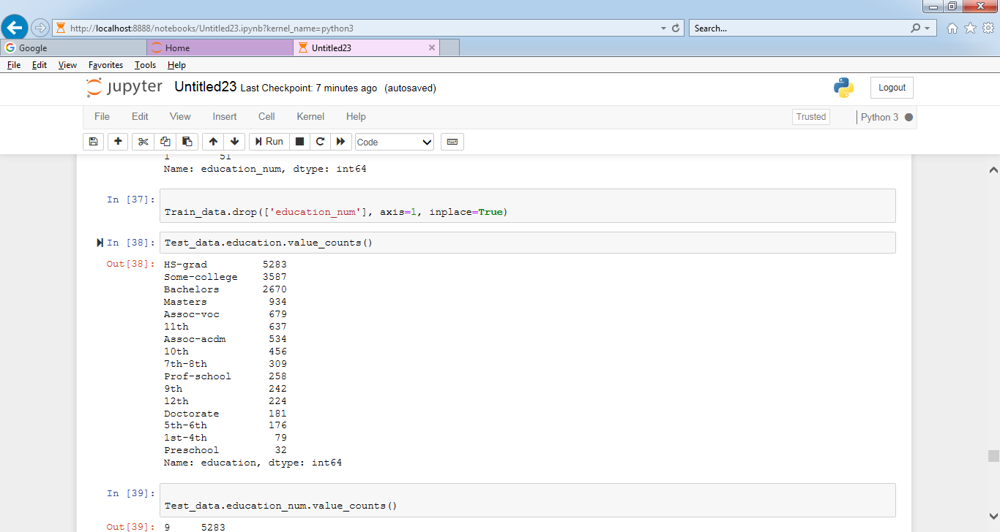 http://localhost:8888/notebooks/Untitled23.ipynb?kernel_name=python3
Search...
Google
Home
Untitled23
File Edit View Favorites Tools Help
jupyter Untitled23 Last Checkpoint: 7 minutes ago (autosaved)
Logout
File Edit View Insert Cell Kernel Help
Trusted
Python 3
Run
Code
1 51
Name: education_num, dtype: int64
In [37]:
Train_data.drop(['education_num'], axis=1, inplace=True)
In [38]: Test_data.education.value_counts()
Out[38]: HS-grad 5283
Some-college 3587
Bachelors 2670
Masters 934
Assoc-voc 679
11th 637
Assoc-acdm 534
10th 456
7th-8th 309
Prof-school 258
9th 242
12th 224
Doctorate 181
5th-6th 176
1st-4th 79
Preschool 32
Name: education, dtype: int64
In [39]:
Test_data.education_num.value_counts()
Out[39]: 9 5283